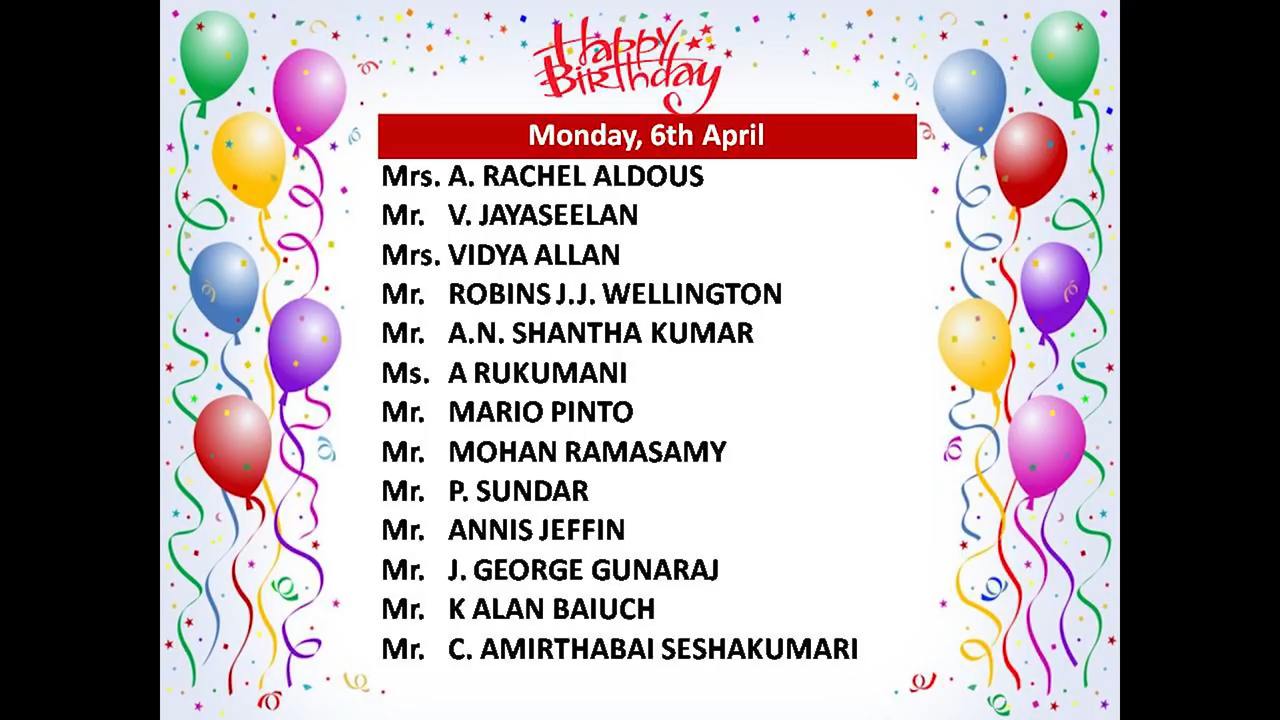 Happy
Birthday
Monday, 6th April
Mrs. A. RACHEL ALDOUS
Mr. V. JAYASEELAN
Mrs. VIDYA ALLAN
Mr. ROBINS J.J. WELLINGTON
Mr. A.N. SHANTHA KUMAR
Ms. A RUKUMANI
Mr. MARIO PINTO
Mr. MOHAN RAMASAMY
Mr. P. SUNDAR
Mr. ANNIS JEFFIN
Mr. J. GEORGE GUNARAJ
Mr. K ALAN BAIUCH
Mr. C. AMIRTHABAI SESHAKUMARI